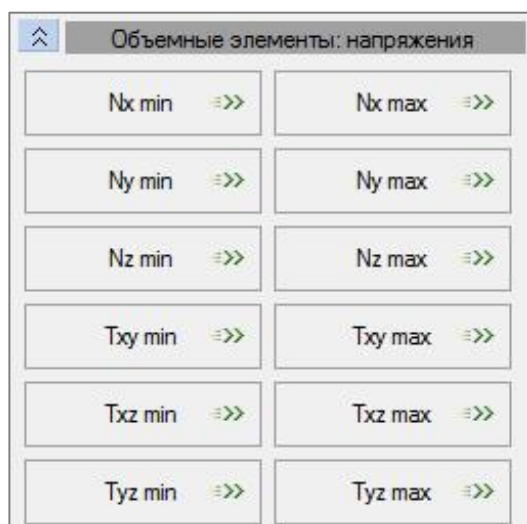 Объемные элементы: напряжения
Nx min Nx max
Ny min Ny max
Nz min Nz max
Txy min Txy max
Txz min Txz max
Tyz min Tyz max